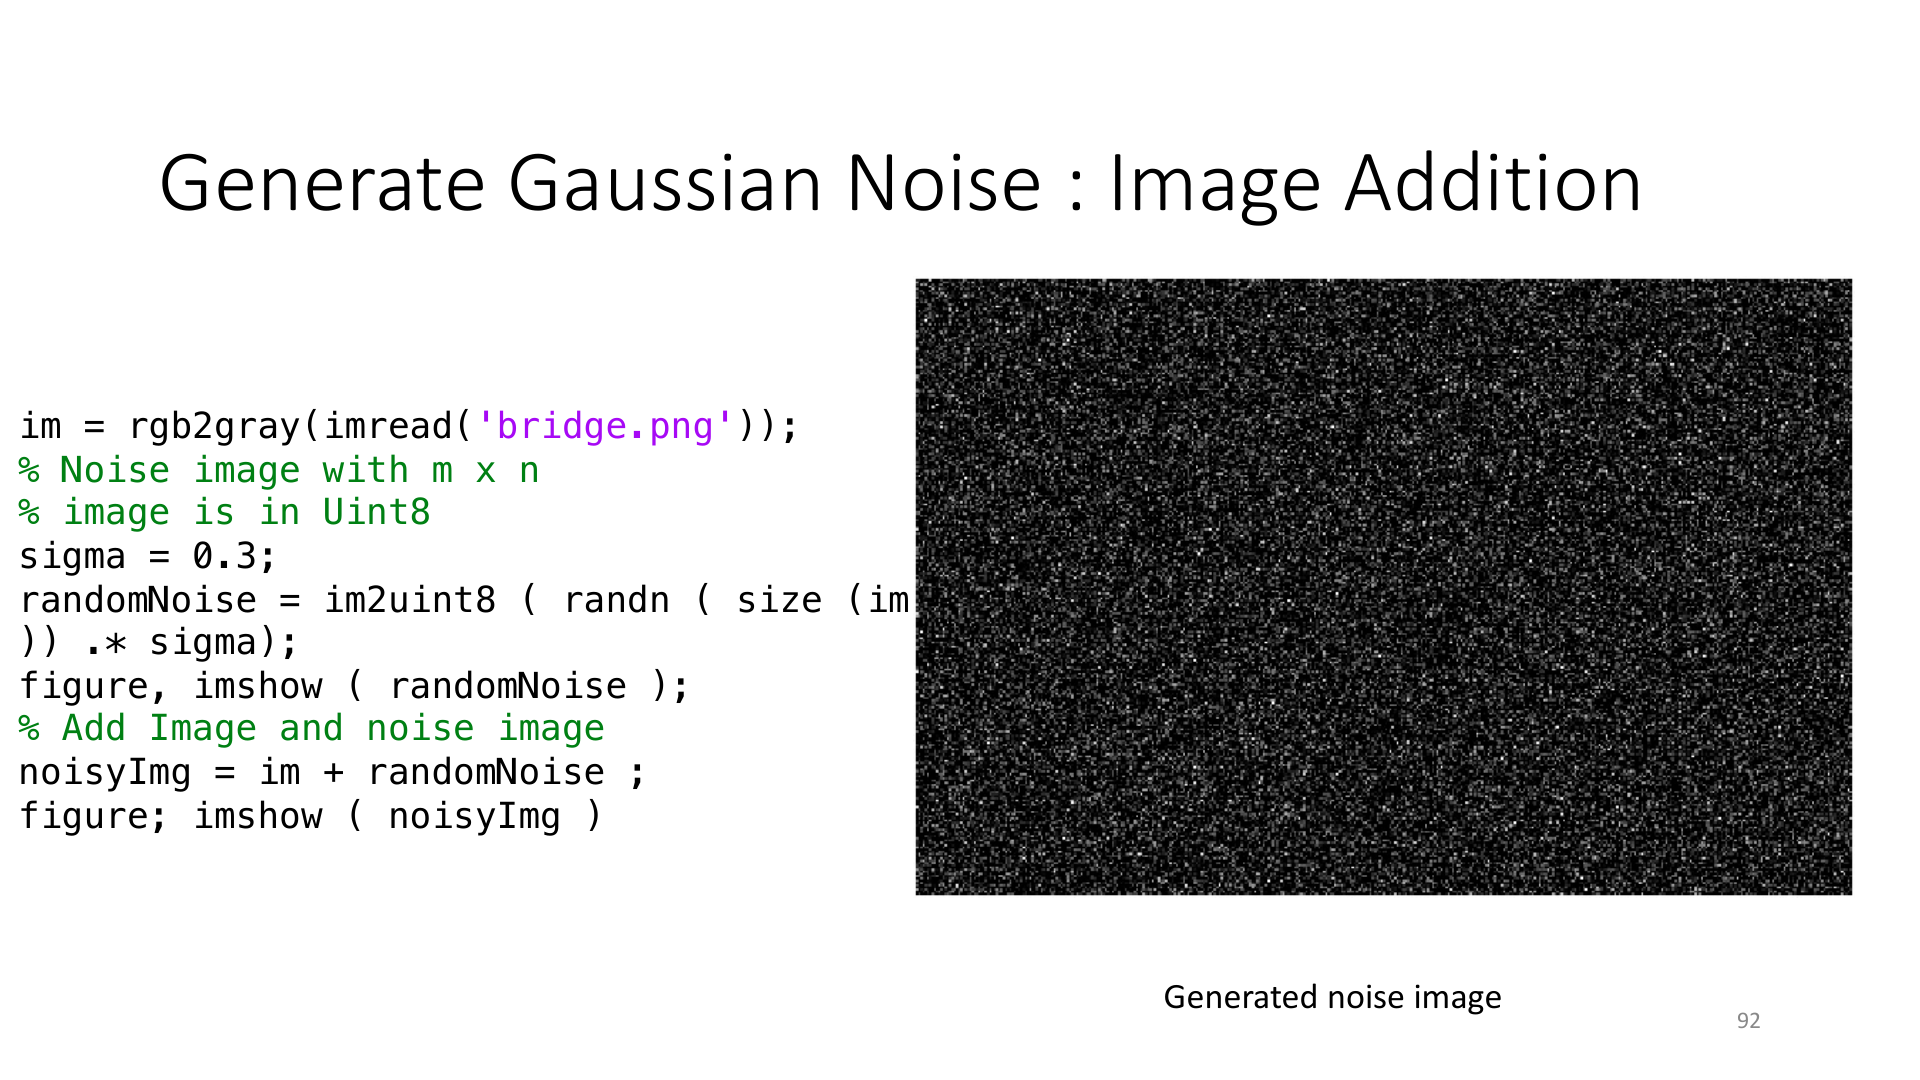 Generate Gaussian Noise : Image Addition
im = rgb2gray(imread('bridge.png'));
% Noise image with m x n
% image is in Uint8
sigma = 0.3;
randomNoise = im2uint8 ( randn ( size (im
)) .* sigma);
figure, imshow ( randomNoise );
% Add Image and noise image
noisyImg = im + randomNoise ;
figure; imshow ( noisyImg )
Generated noise image
92